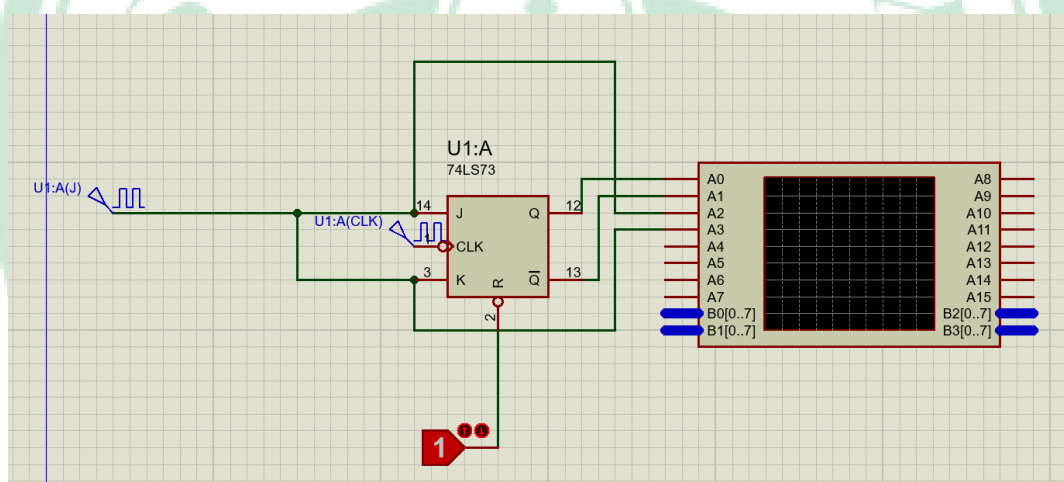 U1:A
74LS73
U1:A(J)
U1:A(CLK)
14
J
Q
12
1
CLK
3
K
R
Q
13
2
1
A0
A1
A2
A3
A4
A5
A6
A7
B0[0..7]
B1[0..7]
A8
A9
A10
A11
A12
A13
A14
A15
B2[0..7]
B3[0..7]